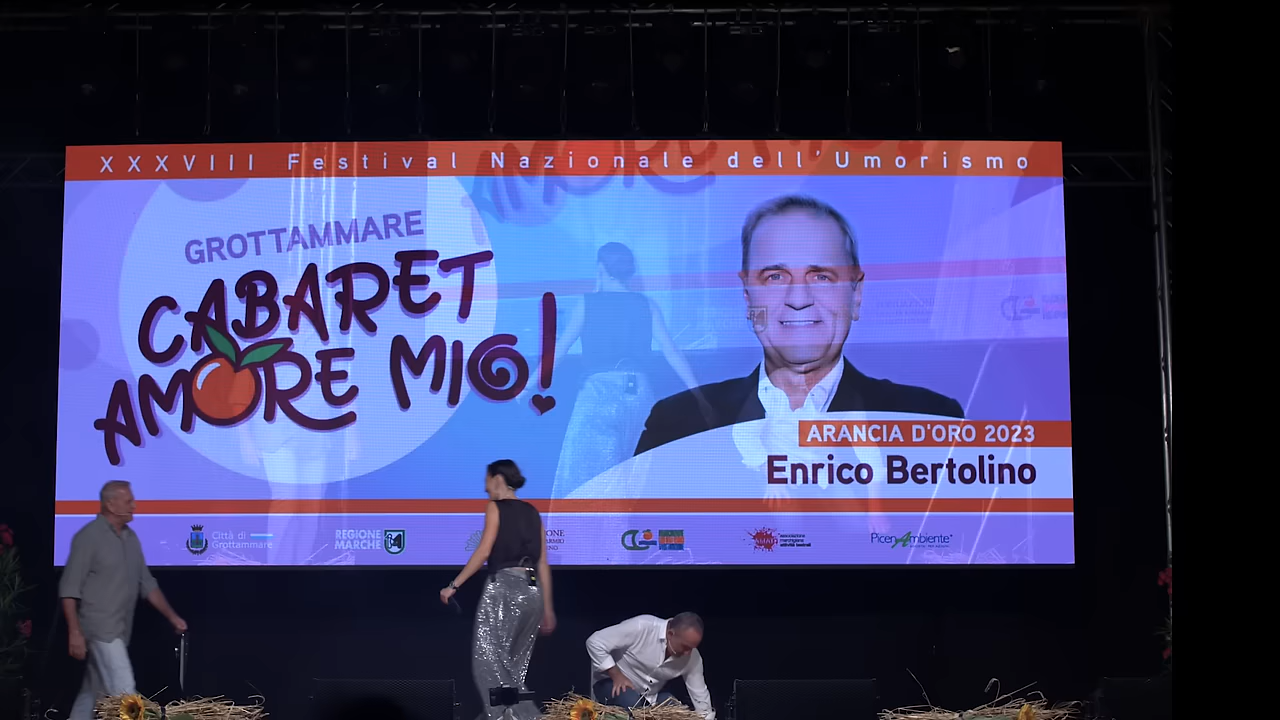 XXXVIII Festival Nazionale dell'Umorismo
GROTTAMMARE
CABARET
AMORE MIO!
ARANCIA D'ORO 2023
Enrico Bertolino
Città di
Grottammare
REGIONE
MARCHE
PicenAmbiente